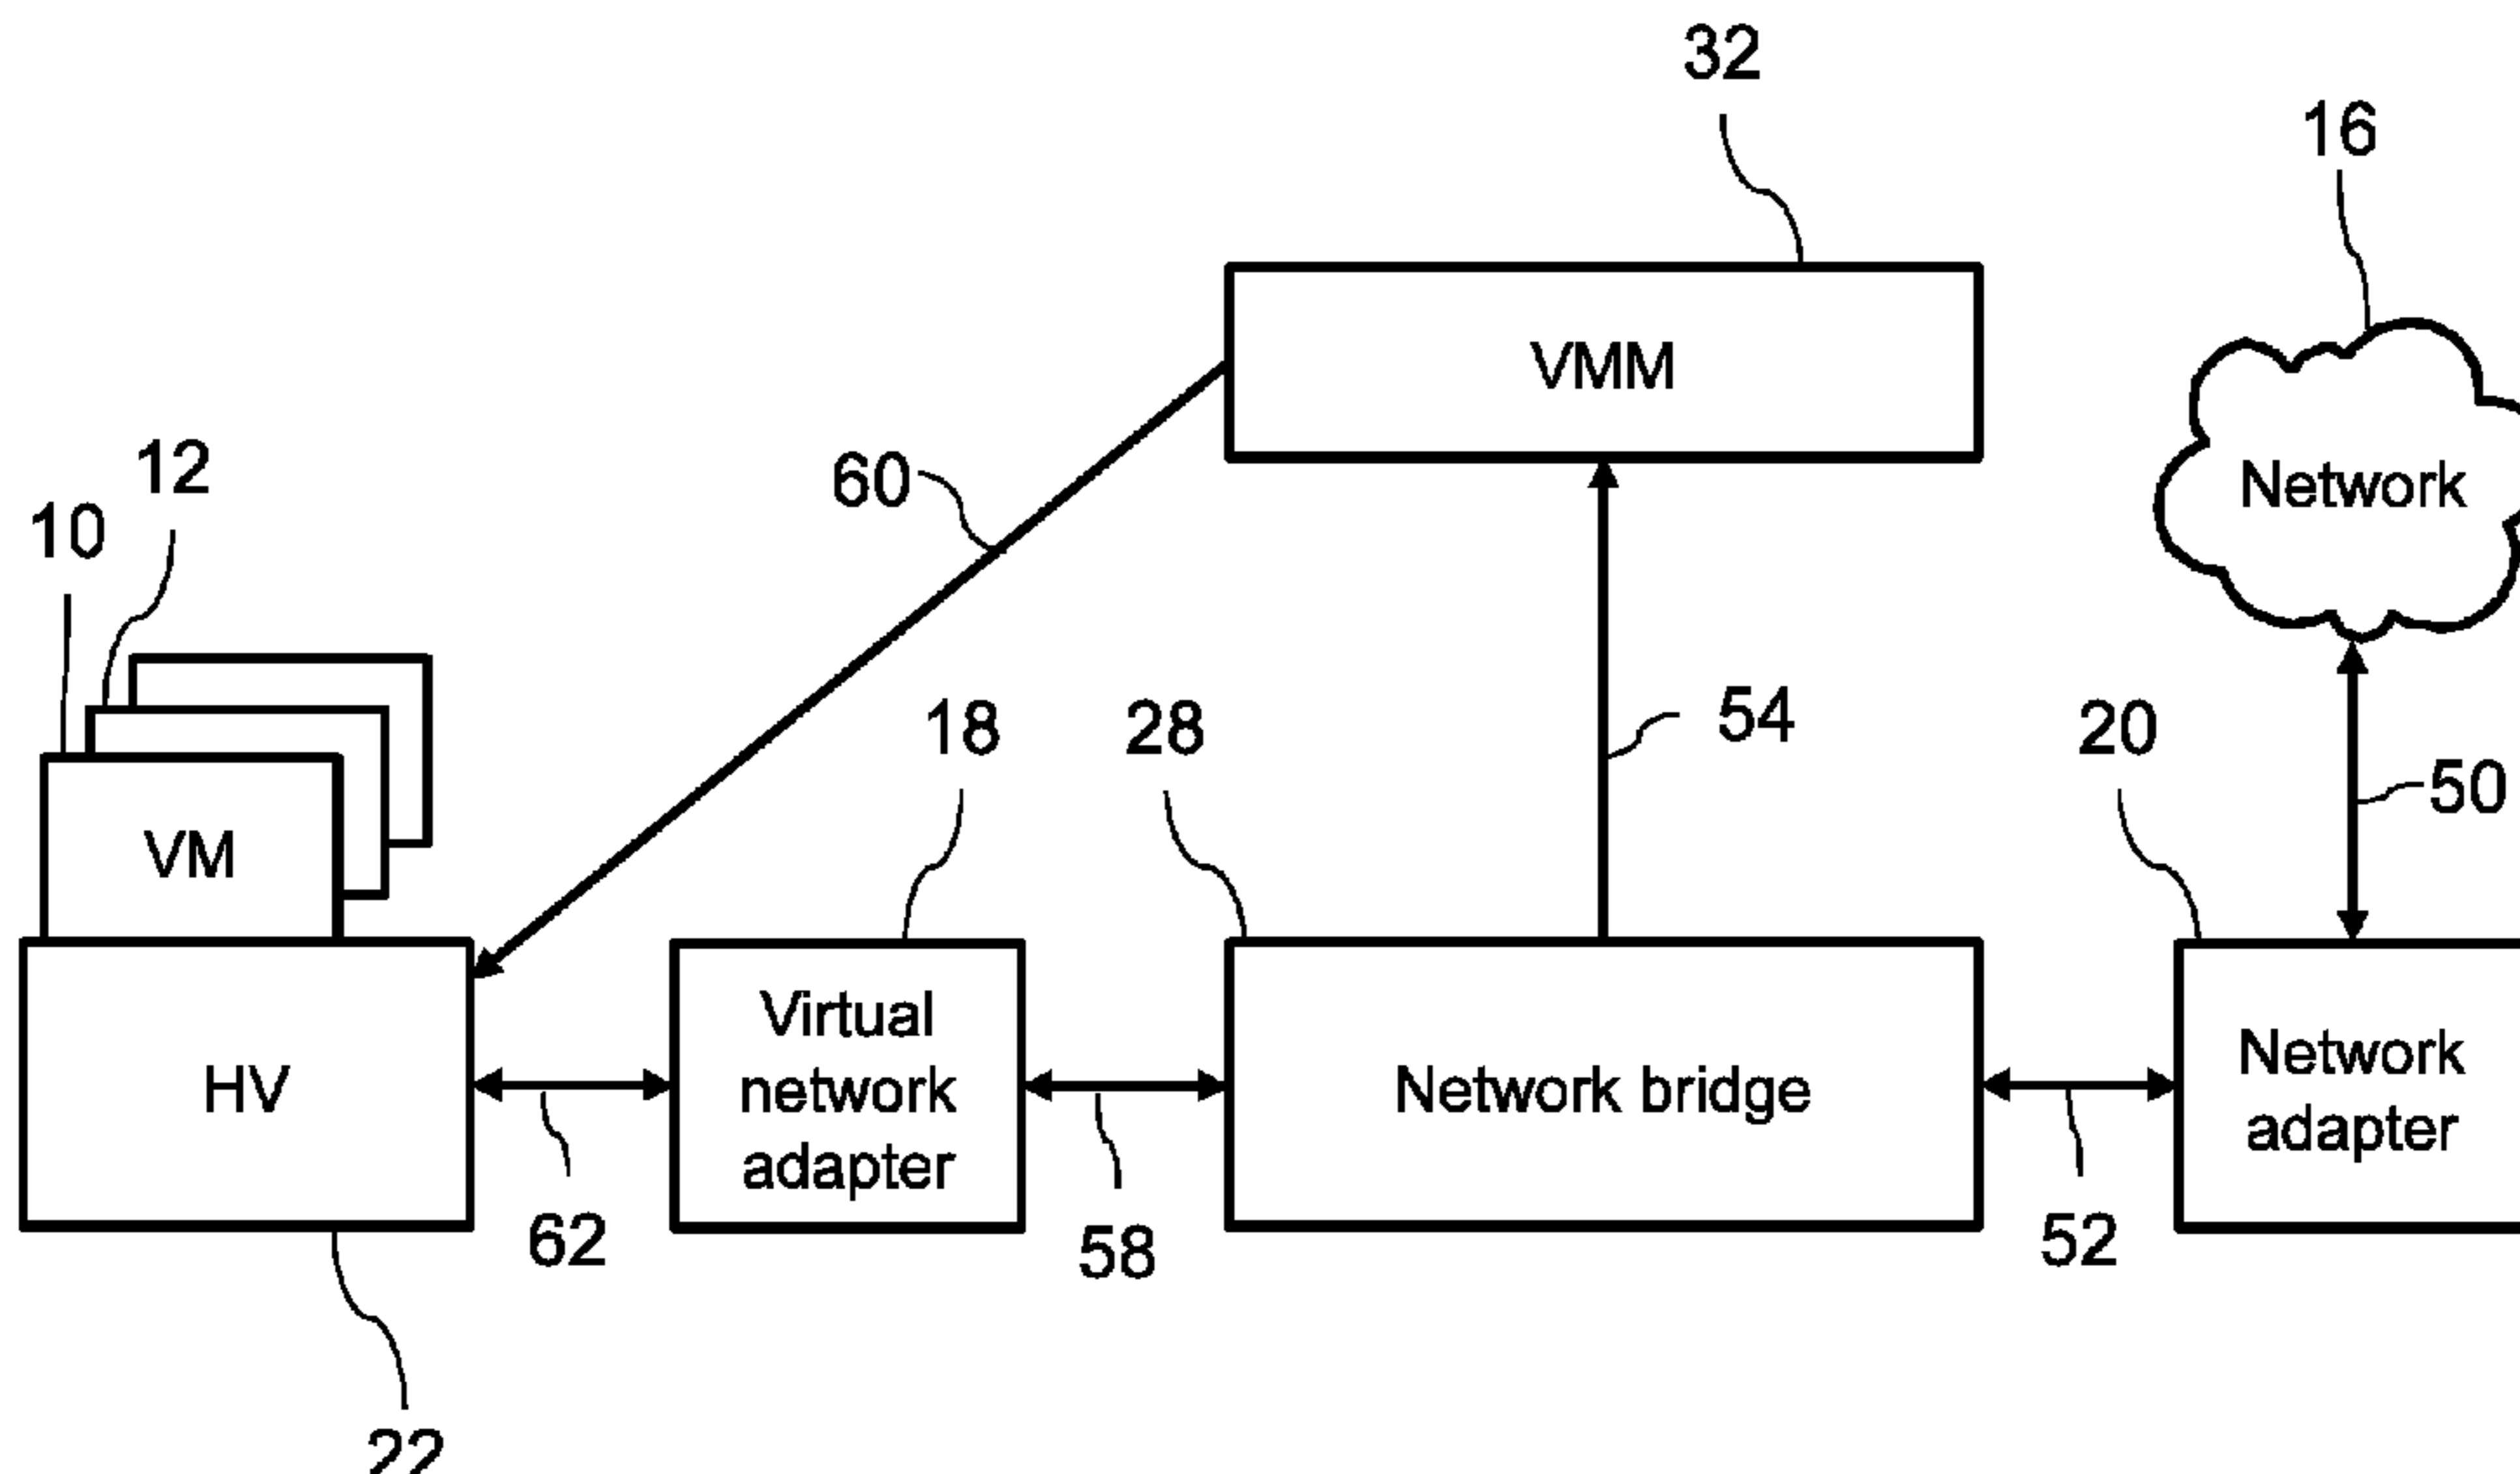 32
16
VMM
12
60
Network
10
18
28
54
20
50
VM
Virtual
network
adapter
HV
Network bridge
Network
adapter
62
58
52
22